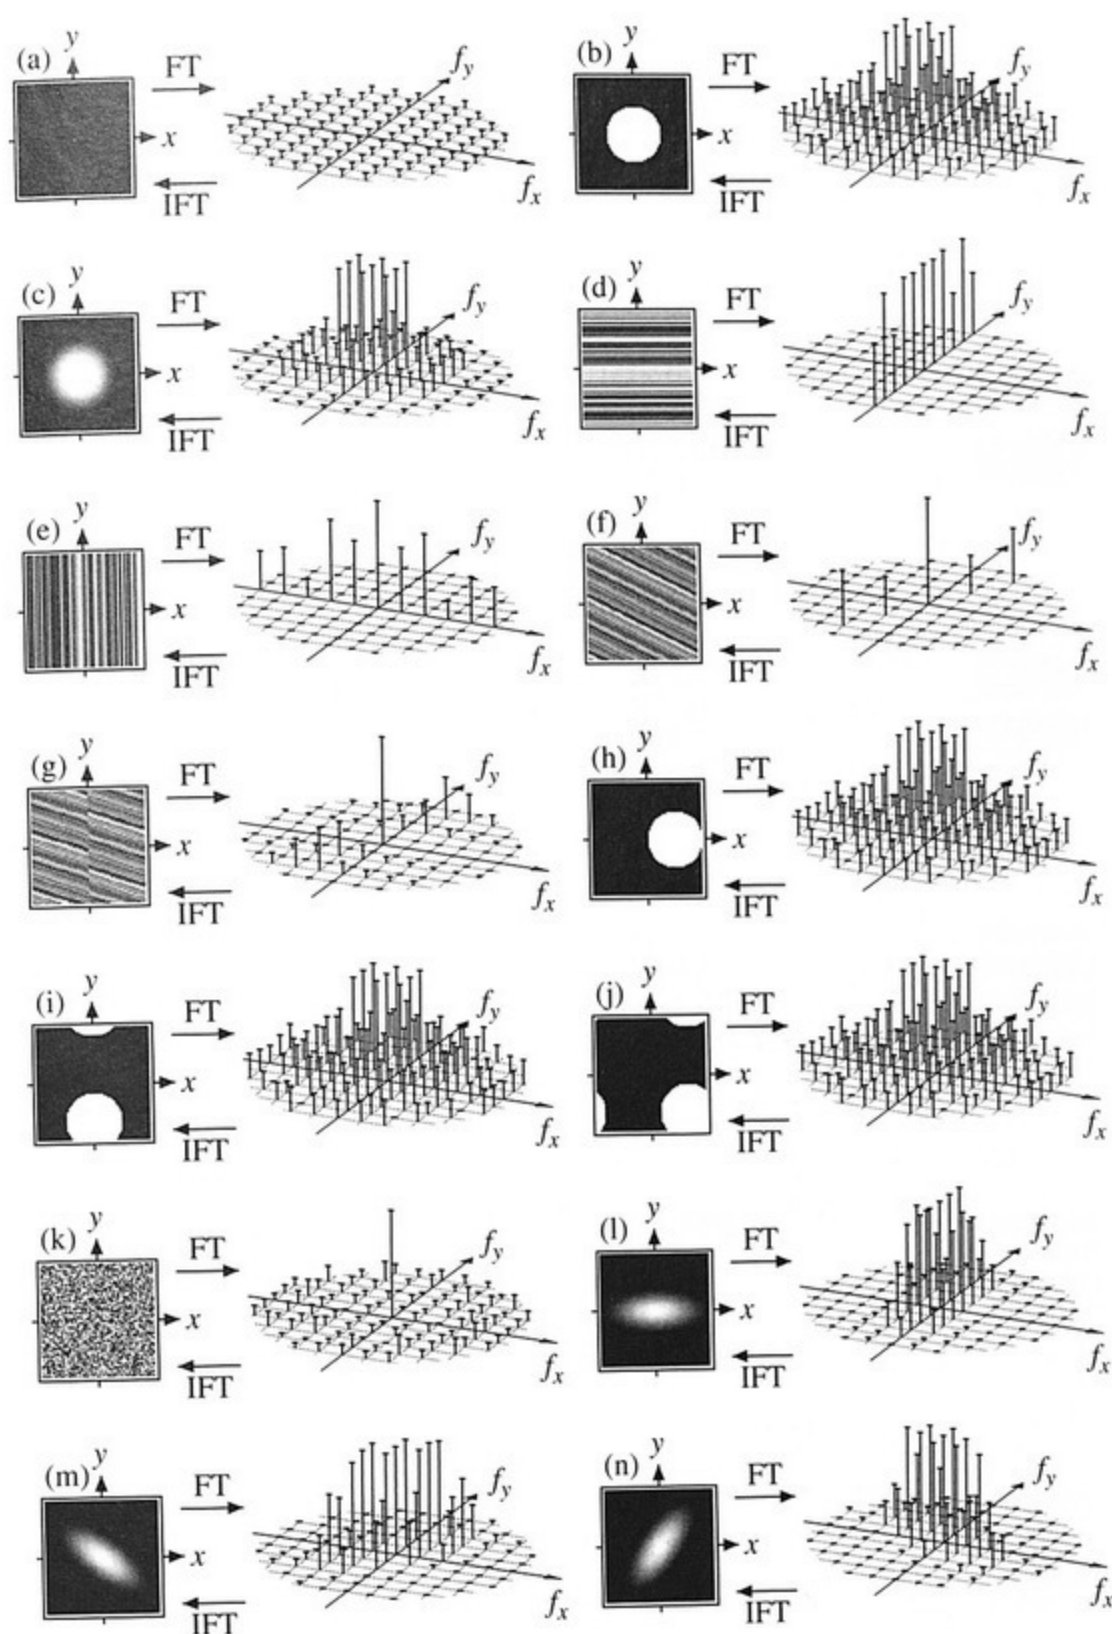 (a) y FT f_y
x f_x
IFT
(b) y FT f_y
x f_x
IFT
(c) y FT f_y
x f_x
IFT
(d) y FT f_y
x f_x
IFT
(e) y FT f_y
x f_x
IFT
(f) y FT f_y
x f_x
IFT
(g) y FT f_y
x f_x
IFT
(h) y FT f_y
x f_x
IFT
(i) y FT f_y
x f_x
IFT
(j) y FT f_y
x f_x
IFT
(k) y FT f_y
x f_x
IFT
(l) y FT f_y
x f_x
IFT
(m) y FT f_y
x f_x
IFT
(n) y FT f_y
x f_x
IFT